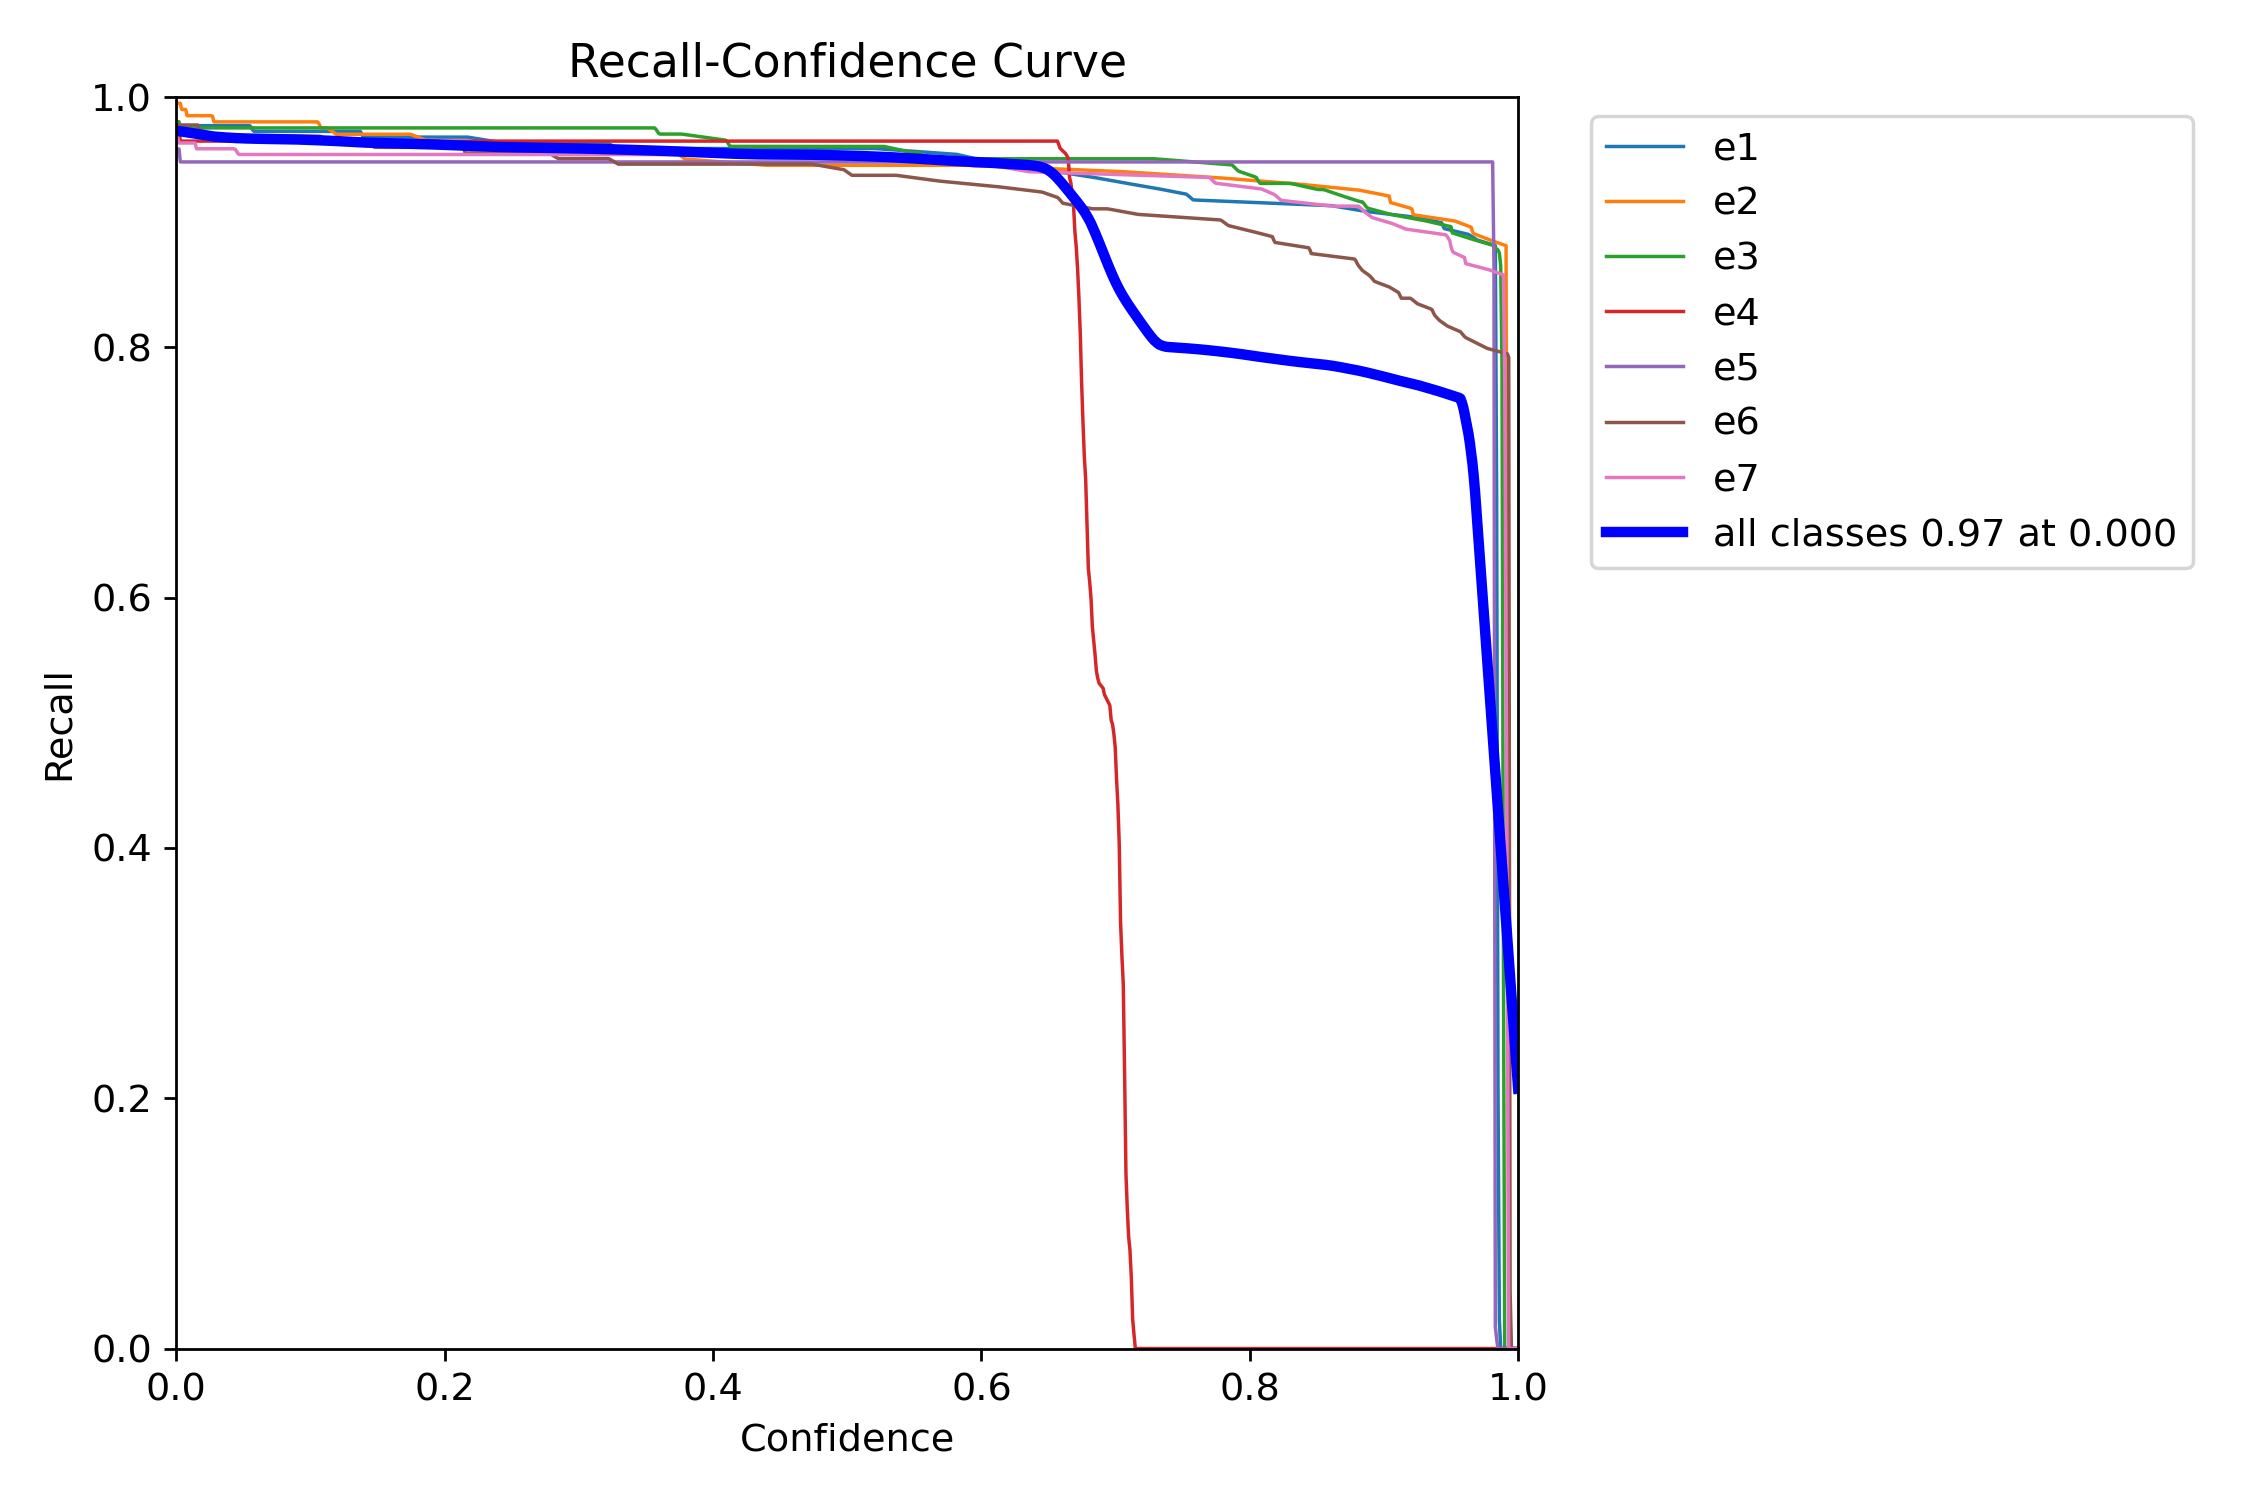 Recall-Confidence Curve
1.0
0.8
0.6
0.4
0.2
0.0
Recall
0.0 0.2 0.4 0.6 0.8 1.0
Confidence
e1
e2
e3
e4
e5
e6
e7
all classes 0.97 at 0.000